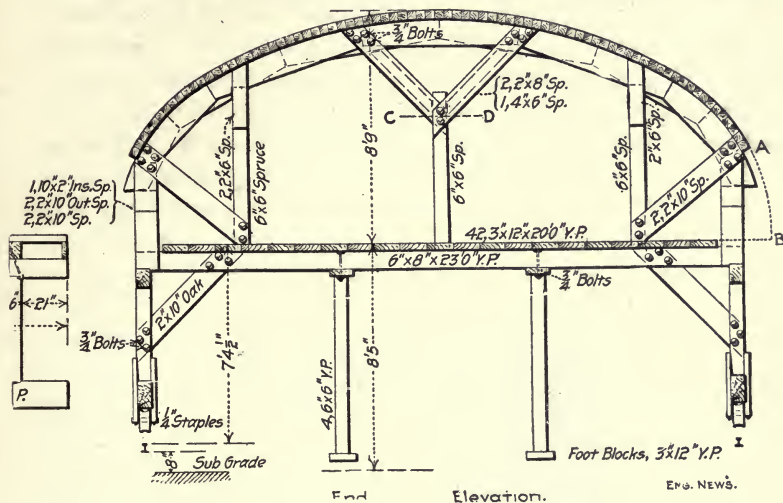 3/4" Bolts
2,2"x8" Sp.
1,4"x6" Sp.
C
D
A
B
1,10"x2" Ins. Sp.
2,2"x10" Out. Sp.
2,2"x10" Sp.
2,2"x6" Sp.
6"x6" Spruce
8'9"
6"x6" Sp.
6"x6" Sp.
2"x6" Sp.
2,2"x10" Sp.
42,3"x12"x20'0" Y.P.
6"x8"x23'0" Y.P.
3/4" Bolts
6"
21"
P.
2"x10" Oak
3/4" Bolts
7'4 1/2"
4,6"x6" Y.P.
8'5"
1/4" Staples
I
I
8"
Sub Grade
Foot Blocks, 3"x12" Y.P.
End Elevation.
ENG. NEWS.